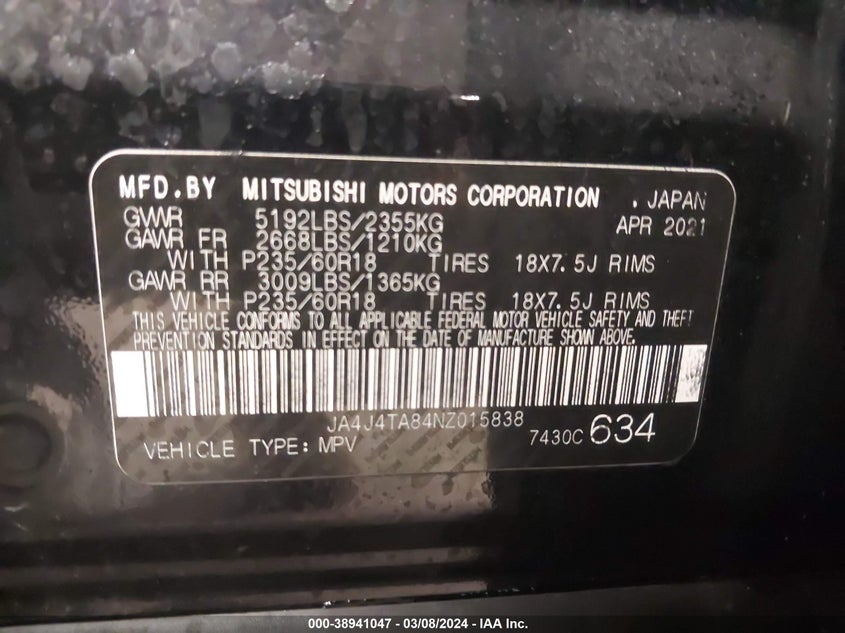 MFD.BY MITSUBISHI MOTORS CORPORATION . JAPAN
GVWR 5192LBS/2355KG APR 2021
GAWR FR 2668LBS/1210KG
WITH P235/60R18 TIRES 18X7.5J RIMS
GAWR RR 3009LBS/1365KG
WITH P235/60R18 TIRES 18X7.5J RIMS
THIS VEHICLE CONFORMS TO ALL APPLICABLE FEDERAL MOTOR VEHICLE SAFETY AND THEFT
PREVENTION STANDARDS IN EFFECT ON THE DATE OF MANUFACTURE SHOWN ABOVE.
JA4J4TA84NZ015838
VEHICLE TYPE: MPV 7430C 634
000-38941047 — 03/08/2024 — IAA Inc.